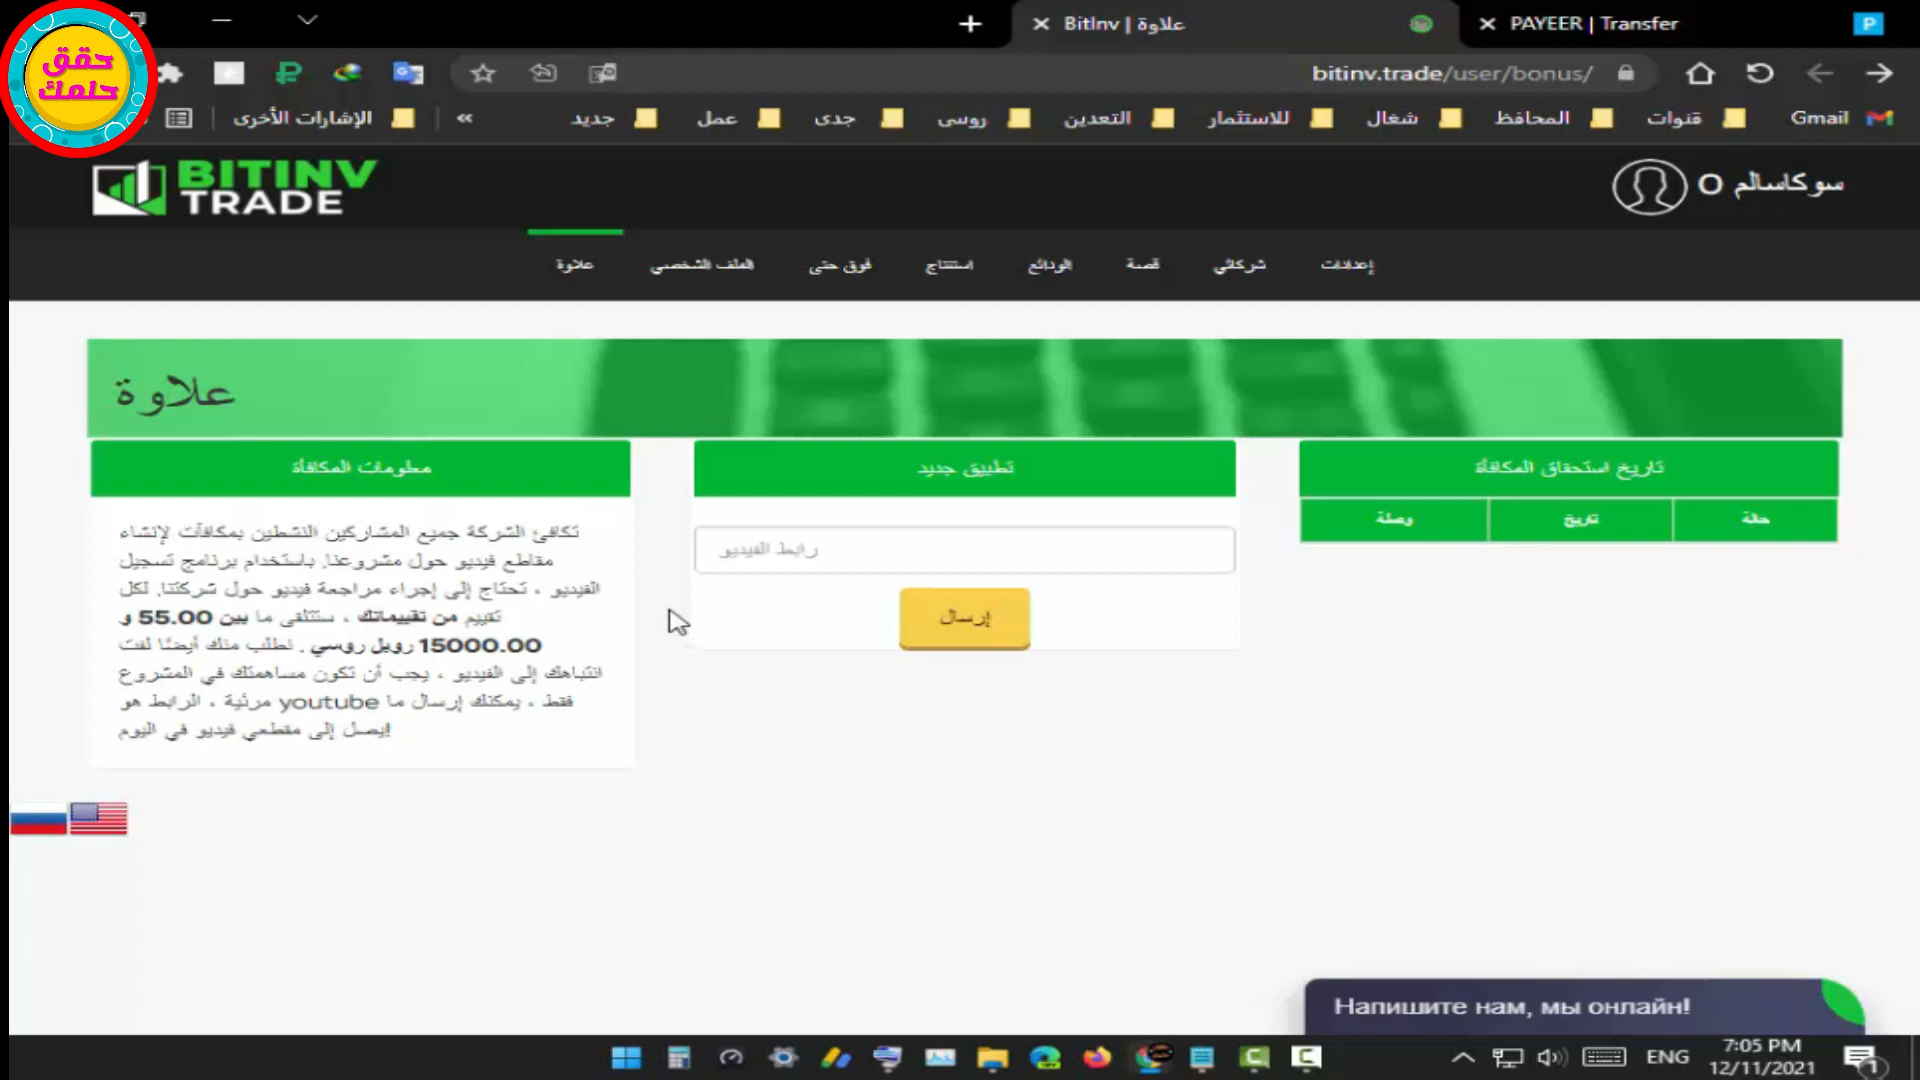 حقق
حلمك
BitInv | علاوة
PAYEER | Transfer
P
bitinv.trade/user/bonus/
Gmail
قنوات
المحافظ
شغال
للاستثمار
التعدين
روسى
جدى
عمل
جديد
»
الإشارات الأخرى
BITINV
TRADE
سوكاسالم O
إعدادات
شركائي
قصة
الودائع
استنتاج
فوق حتى
الملف الشخصي
علاوة
علاوة
معلومات المكافأة
تكافئ الشركة جميع المشاركين النشطين بمكافآت لإنشاء
مقاطع فيديو حول مشروعنا. باستخدام برنامج تسجيل
الفيديو ، تحتاج إلى إجراء مراجعة فيديو حول شركتنا. لكل
تقييم من تقييماتك ، ستتلقى ما بين 55.00 و
15000.00 روبل روسي . نطلب منك أيضًا لفت
انتباهك إلى الفيديو ، يجب أن تكون مساهمتك في المشروع
مرئية ، الرابط هو youtube فقط ، يمكنك إرسال ما
يصل إلى مقطعي فيديو في اليوم!
تطبيق جديد
رابط الفيديو
إرسال
تاريخ استحقاق المكافأة
وصلة
تاريخ
حالة
Напишите нам, мы онлайн!
ENG
7:05 PM
12/11/2021
1